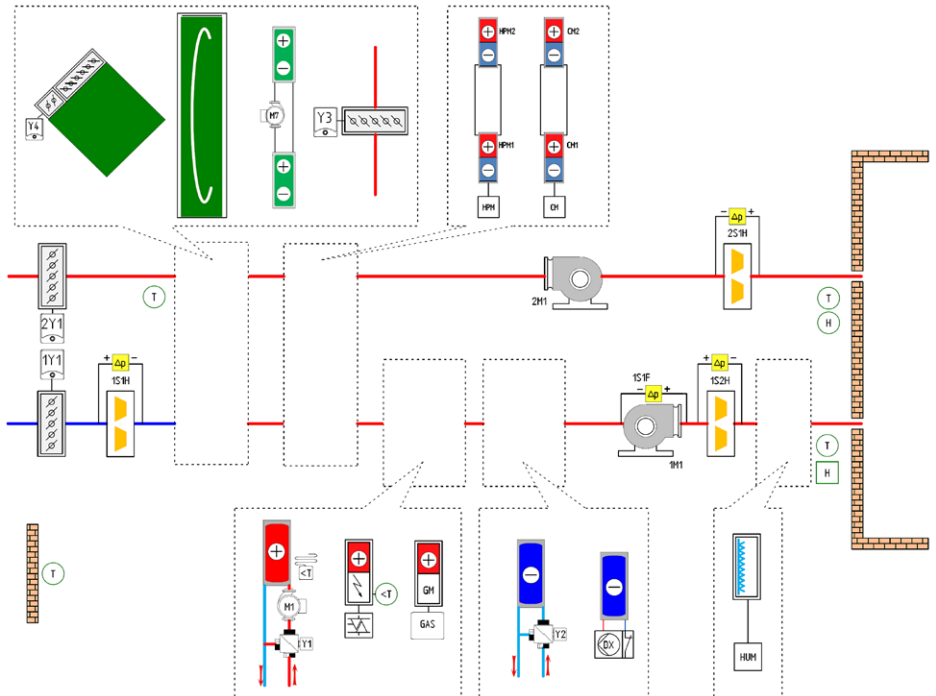 HPM2
CM2
Y4
M7
Y3
HPM1
CM1
HPM
CM
- Δp +
2S1H
T
2M1
T
H
2Y1
1Y1
+ Δp -
1S1H
1S1F
- Δp +
+ Δp -
1S2H
1M1
T
H
T
<T
M1
Y1
<T
GM
GAS
Y2
DX
HUM